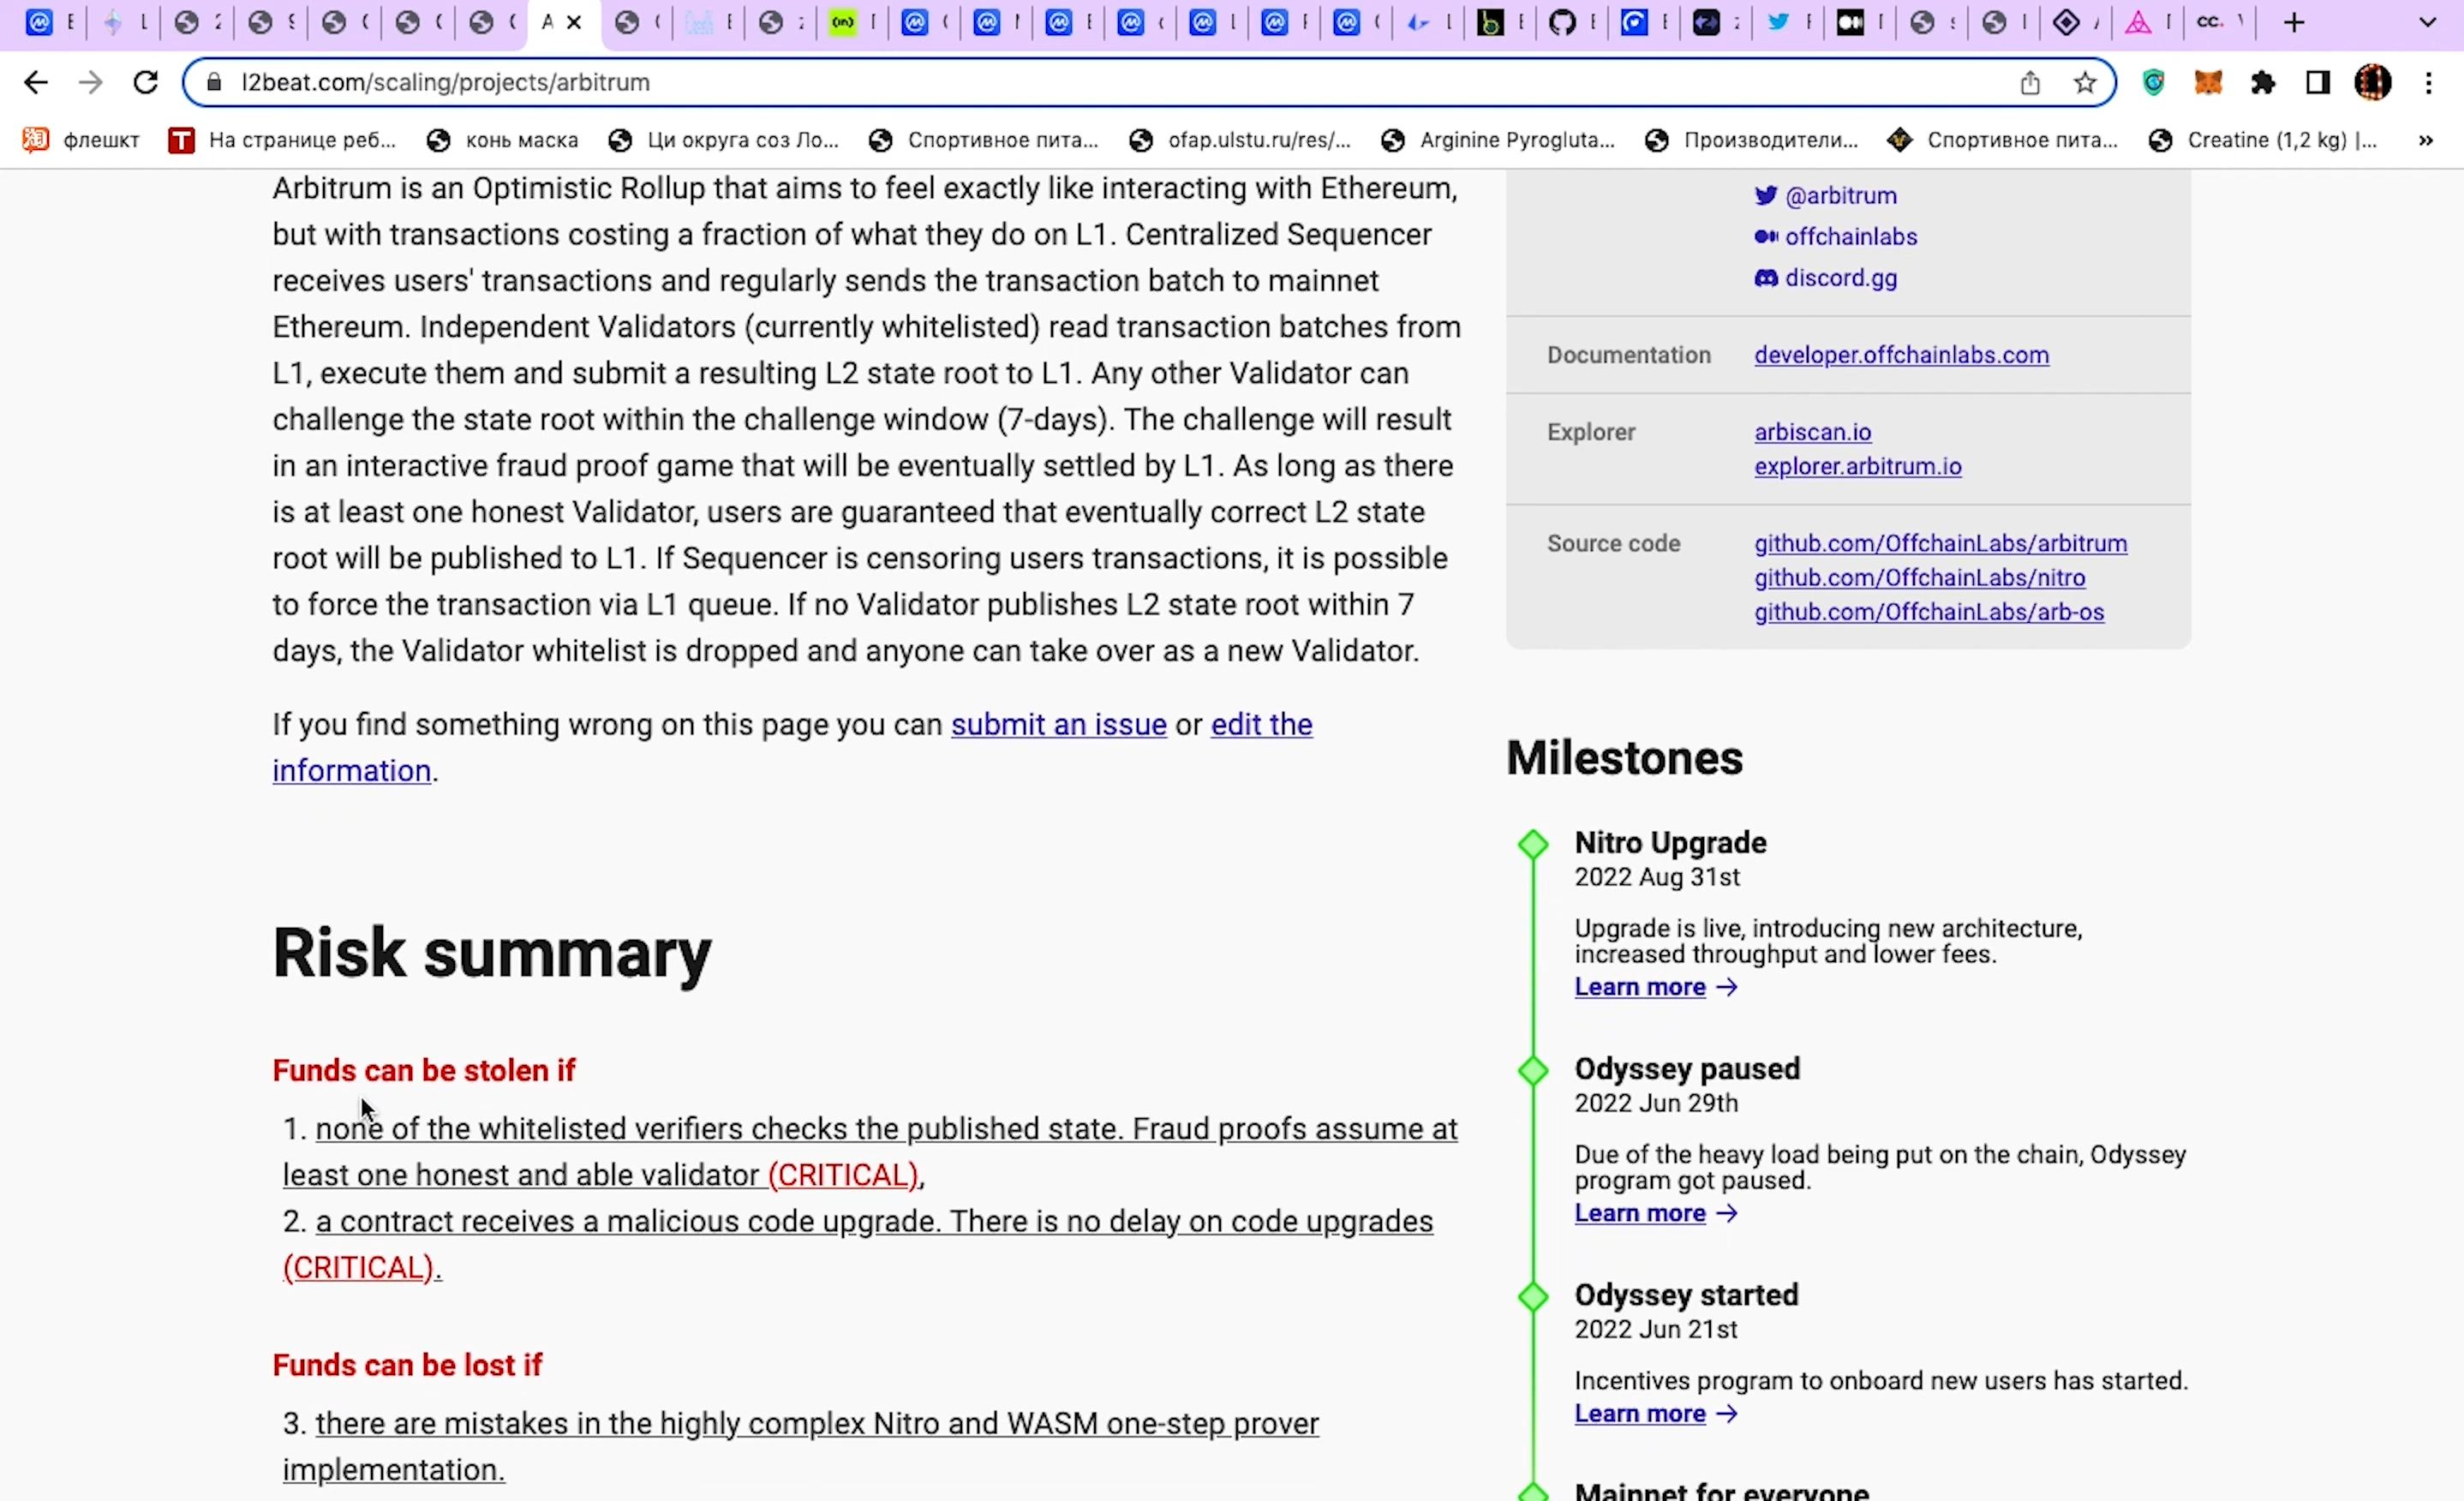 l2beat.com/scaling/projects/arbitrum
флешкт
На странице реб...
конь маска
Ци округа соз Ло...
Спортивное пита...
ofap.ulstu.ru/res/...
Arginine Pyrogluta...
Производители...
Спортивное пита...
Creatine (1,2 kg) |...
»
Arbitrum is an Optimistic Rollup that aims to feel exactly like interacting with Ethereum,
but with transactions costing a fraction of what they do on L1. Centralized Sequencer
receives users' transactions and regularly sends the transaction batch to mainnet
Ethereum. Independent Validators (currently whitelisted) read transaction batches from
L1, execute them and submit a resulting L2 state root to L1. Any other Validator can
challenge the state root within the challenge window (7-days). The challenge will result
in an interactive fraud proof game that will be eventually settled by L1. As long as there
is at least one honest Validator, users are guaranteed that eventually correct L2 state
root will be published to L1. If Sequencer is censoring users transactions, it is possible
to force the transaction via L1 queue. If no Validator publishes L2 state root within 7
days, the Validator whitelist is dropped and anyone can take over as a new Validator.
If you find something wrong on this page you can submit an issue or edit the
information.
Risk summary
Funds can be stolen if
1. none of the whitelisted verifiers checks the published state. Fraud proofs assume at
least one honest and able validator (CRITICAL),
2. a contract receives a malicious code upgrade. There is no delay on code upgrades
(CRITICAL).
Funds can be lost if
3. there are mistakes in the highly complex Nitro and WASM one-step prover
implementation.
@arbitrum
offchainlabs
discord.gg
Documentation developer.offchainlabs.com
Explorer arbiscan.io
explorer.arbitrum.io
Source code github.com/OffchainLabs/arbitrum
github.com/OffchainLabs/nitro
github.com/OffchainLabs/arb-os
Milestones
Nitro Upgrade
2022 Aug 31st
Upgrade is live, introducing new architecture,
increased throughput and lower fees.
Learn more →
Odyssey paused
2022 Jun 29th
Due of the heavy load being put on the chain, Odyssey
program got paused.
Learn more →
Odyssey started
2022 Jun 21st
Incentives program to onboard new users has started.
Learn more →
Mainnet for everyone